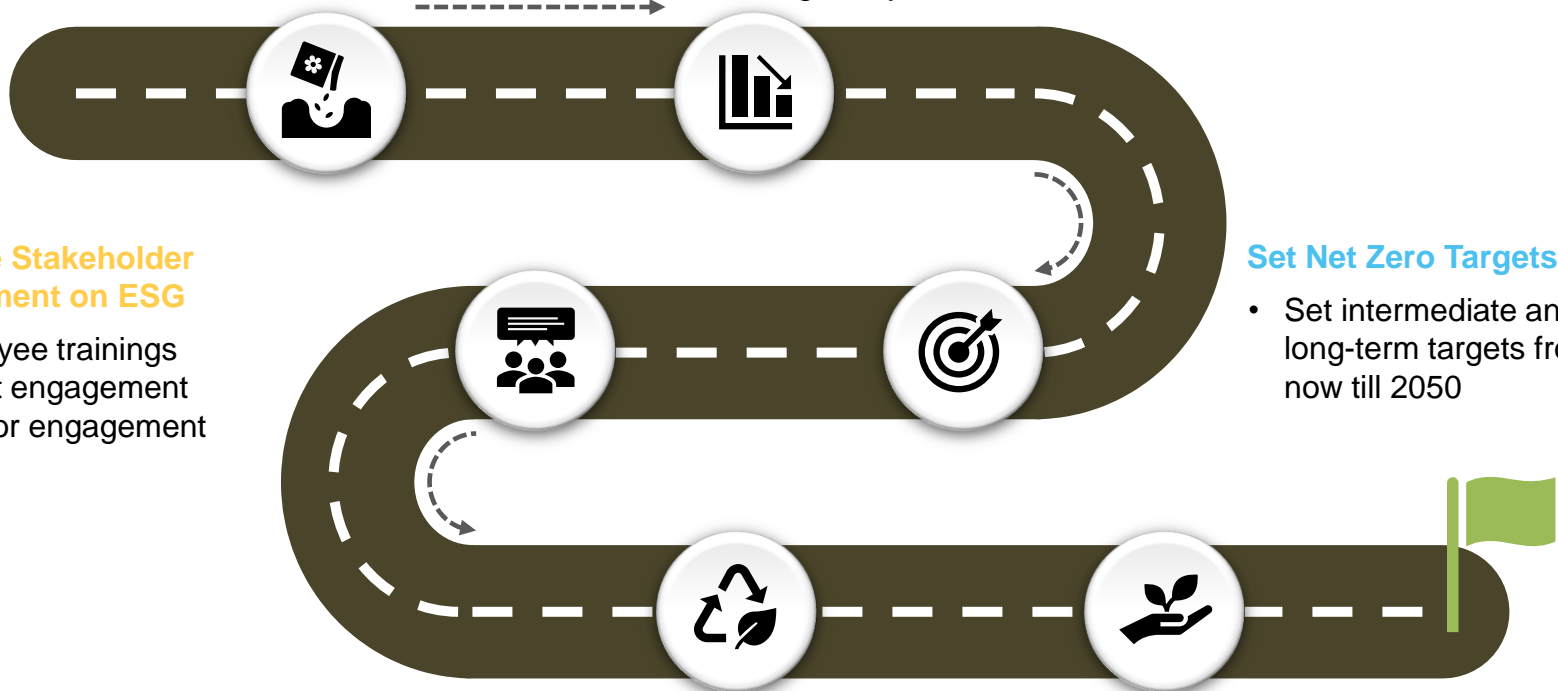 Stakeholder
ment on ESG
yee trainings
t engagement
or engagement
Set Net Zero Targets
• Set intermediate an
long-term targets fr
now till 2050